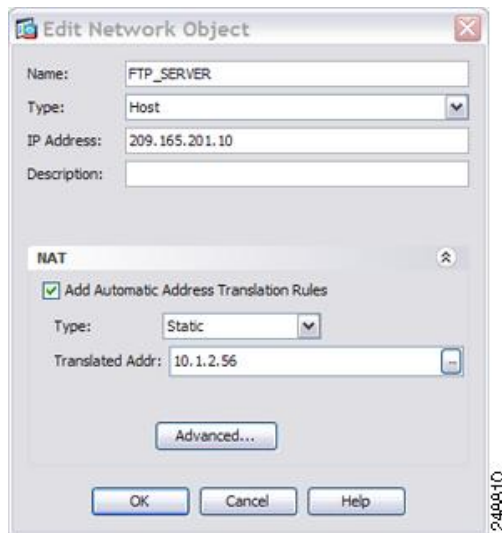 Edit Network Object
Name: FTP_SERVER
Type: Host
IP Address: 209.165.201.10
Description:
NAT
Add Automatic Address Translation Rules
Type: Static
Translated Addr: 10.1.2.56
...
Advanced...
OK Cancel Help
248810